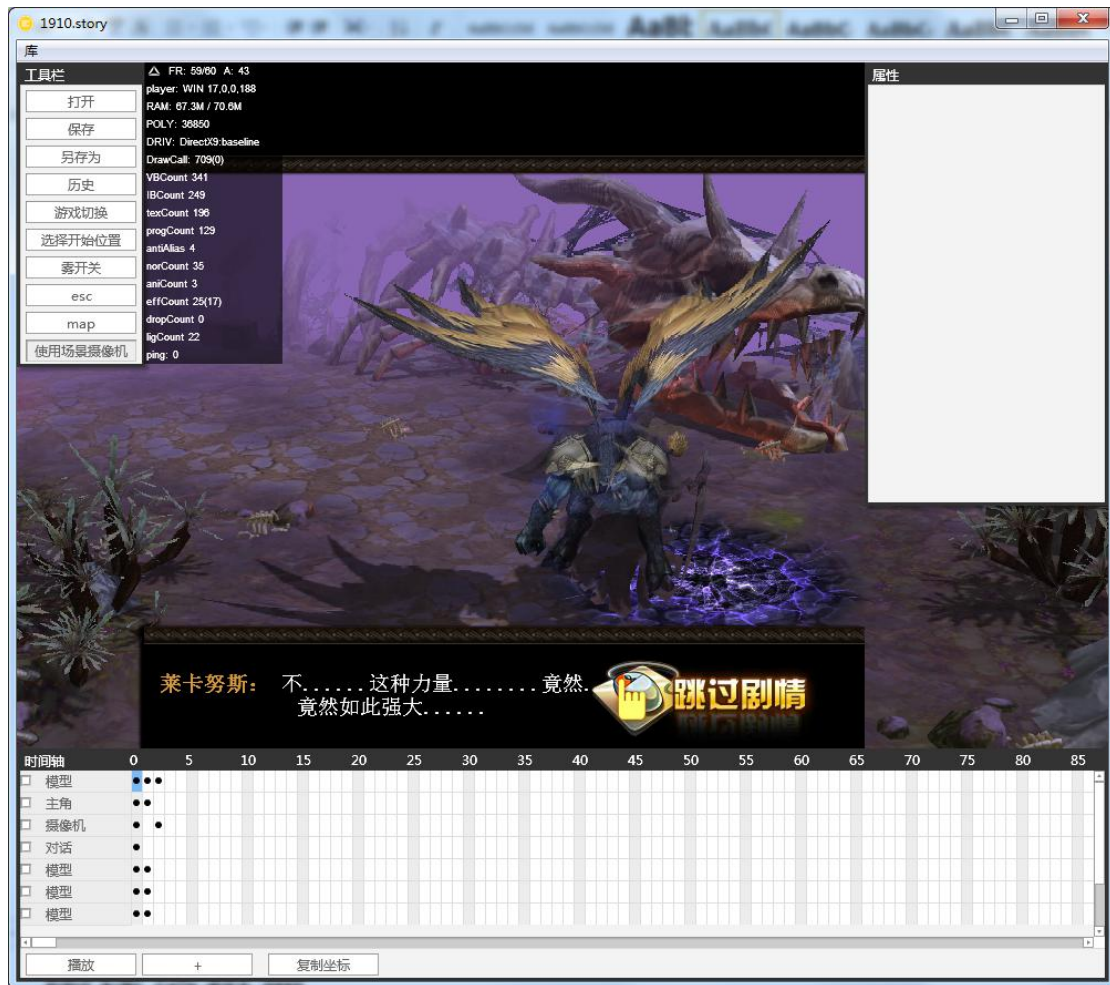 1910.story
库
工具栏
打开
保存
另存为
历史
游戏切换
选择开始位置
雾开关
esc
map
使用场景摄像机
FR: 59/60 A: 43
player: WIN 17,0,0,188
RAM: 67.3M / 70.6M
POLY: 36850
DRIV: DirectX9:baseline
DrawCall: 709(0)
VBCount 341
IBCount 249
texCount 196
progCount 129
antiAlias 4
norCount 35
aniCount 3
effCount 25(17)
dropCount 0
ligCount 22
ping: 0
属性
莱卡努斯： 不......这种力量........竟然.
竟然如此强大......
跳过剧情
时间轴 0 5 10 15 20 25 30 35 40 45 50 55 60 65 70 75 80 85
模型
主角
摄像机
对话
模型
模型
模型
播放 + 复制坐标